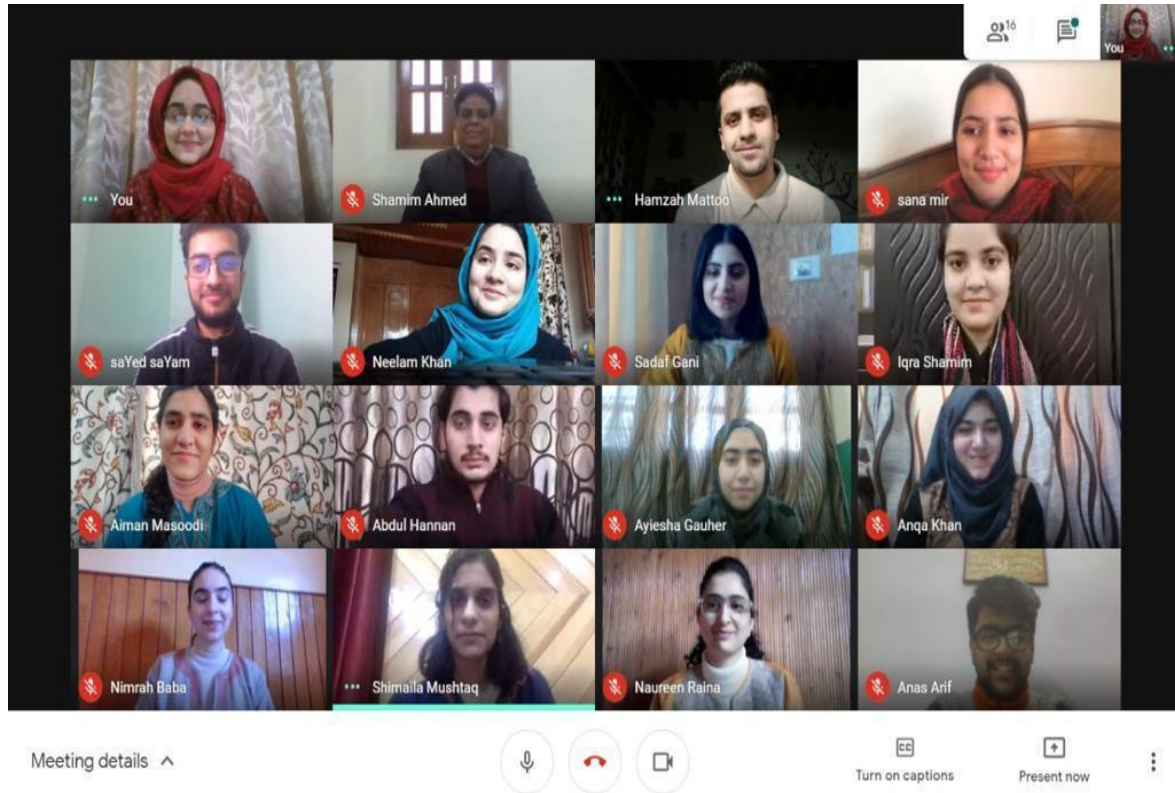 16
You
You
Shamim Ahmed
Hamzah Mattoo
sana mir
saYed saYam
Neelam Khan
Sadaf Gani
Iqra Shamim
Aiman Masoodi
Abdul Hannan
Ayiesha Gauher
Anqa Khan
Nimrah Baba
Shimaila Mushtaq
Naureen Raina
Anas Arif
Meeting details
CC
Turn on captions
Present now